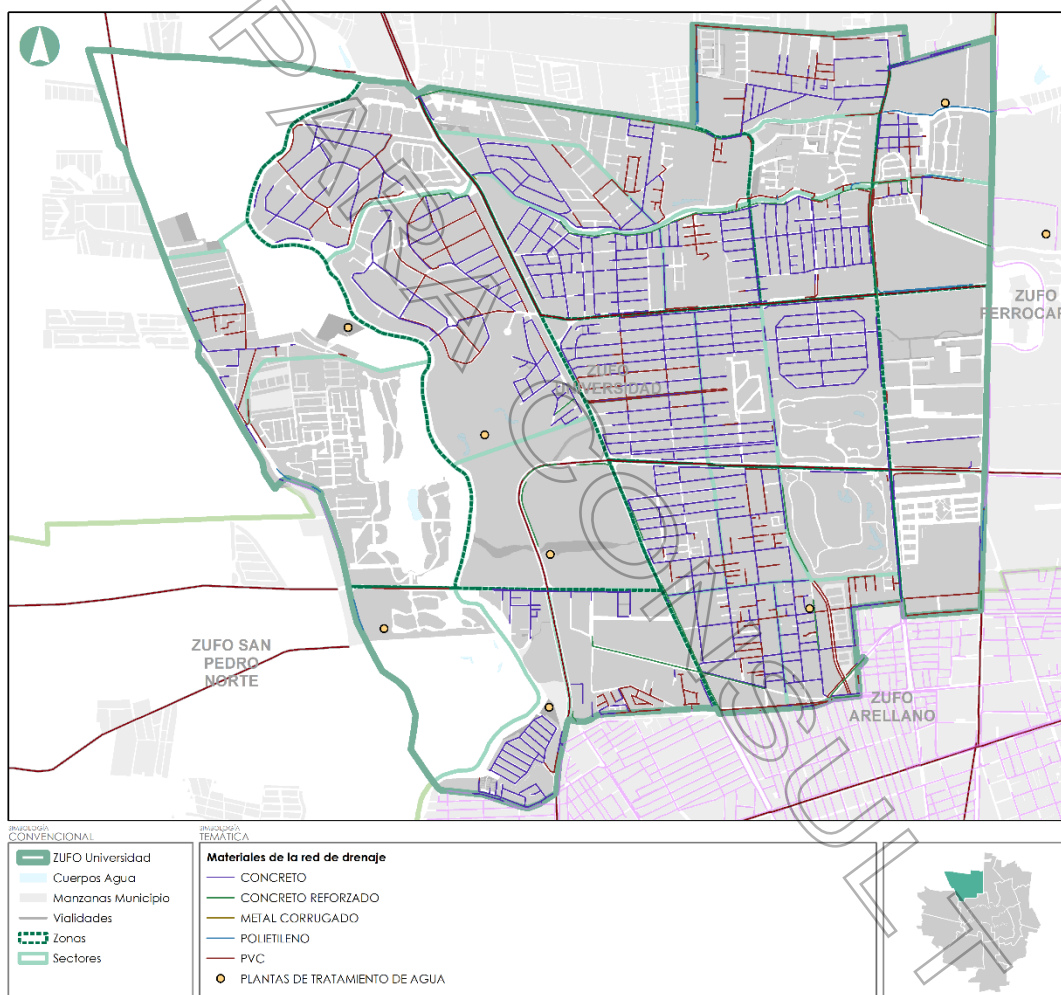 PARA CONSULT
ZUFO
FERROCAR
ZUFO
UNIVERSIDAD
ZUFO SAN
PEDRO
NORTE
ZUFO
ARELLANO
SIMBOLOGÍA
CONVENCIONAL
ZUFO Universidad
Cuerpos Agua
Manzanas Municipio
Vialidades
Zonas
Sectores
SIMBOLOGÍA
TEMÁTICA
Materiales de la red de drenaje
CONCRETO
CONCRETO REFORZADO
METAL CORRUGADO
POLIETILENO
PVC
PLANTAS DE TRATAMIENTO DE AGUA